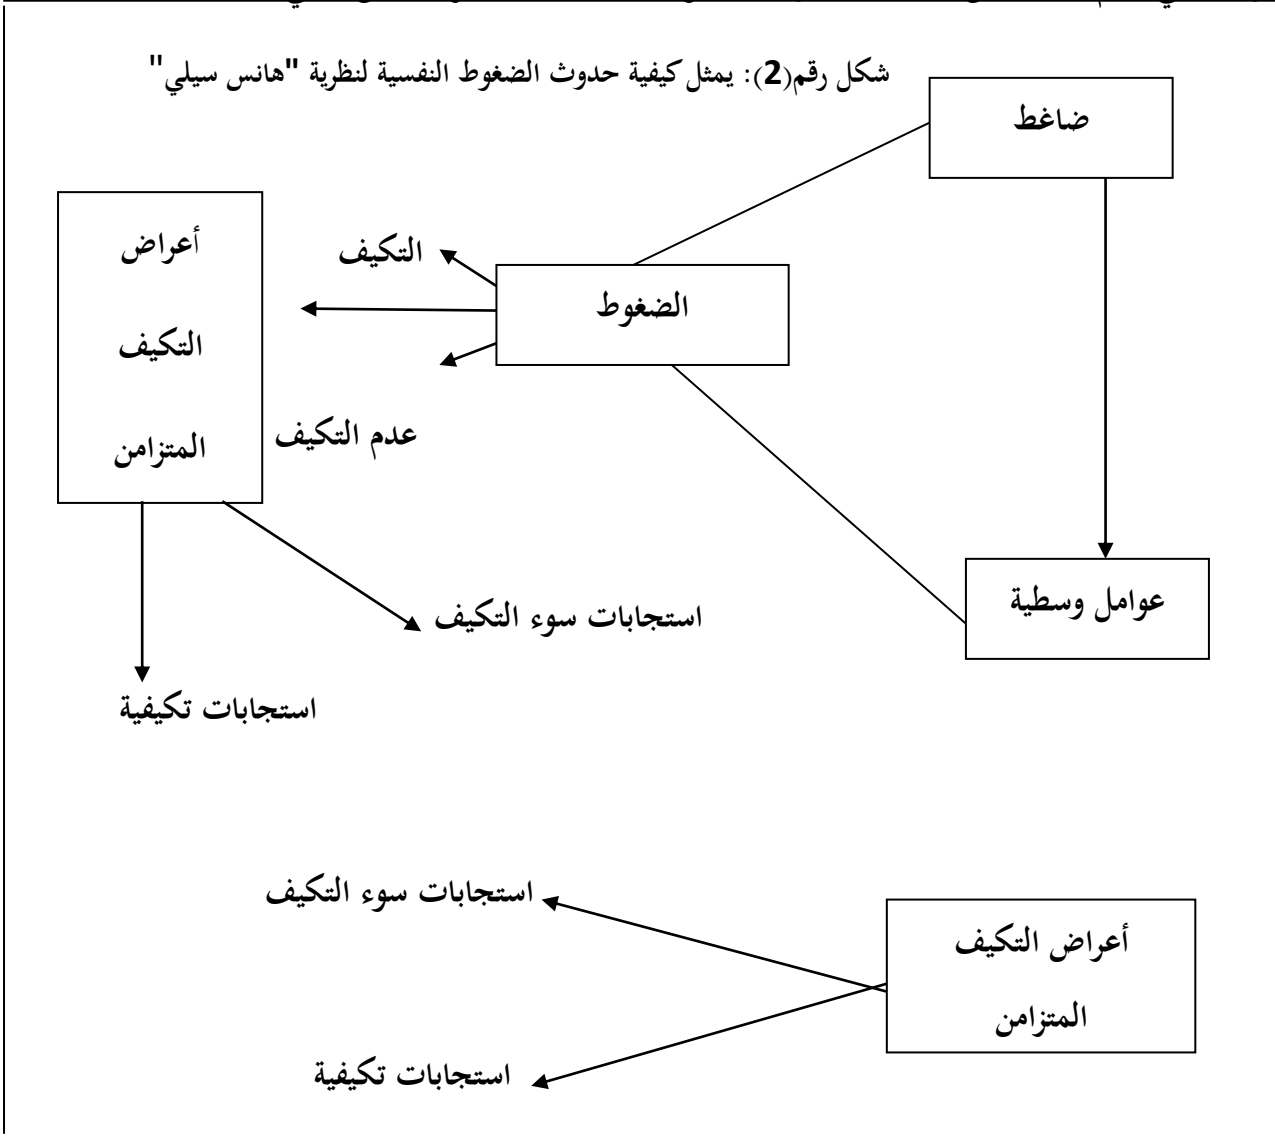 شكل رقم(2): يمثل كيفية حدوث الضغوط النفسية لنظرية "هانس سيلي"
ضاغط
أعراض
التكيف
المتزامن
التكيف
الضغوط
عدم التكيف
عوامل وسطية
استجابات سوء التكيف
استجابات تكيفية
استجابات سوء التكيف
أعراض التكيف
المتزامن
استجابات تكيفية